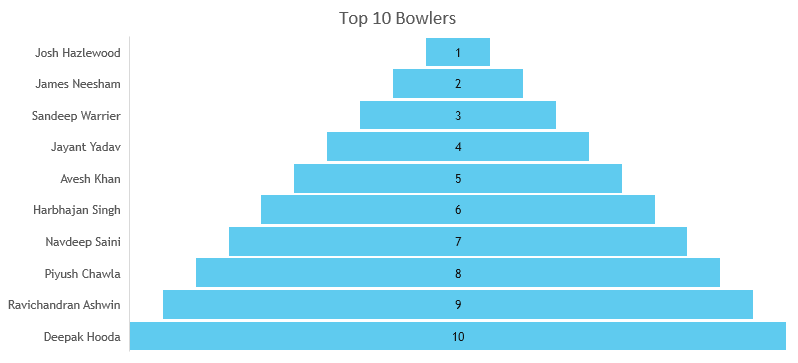 Top 10 Bowlers
Josh Hazlewood 1
James Neesham 2
Sandeep Warrier 3
Jayant Yadav 4
Avesh Khan 5
Harbhajan Singh 6
Navdeep Saini 7
Piyush Chawla 8
Ravichandran Ashwin 9
Deepak Hooda 10